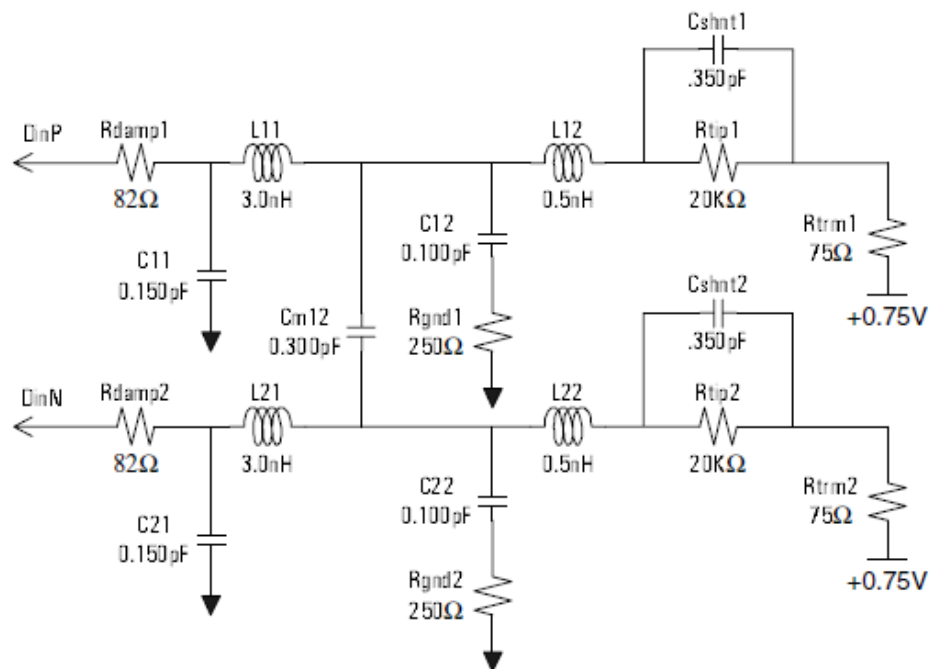 Cshnt1
.350pF
DinP
Rdamp1
82Ω
L11
3.0nH
L12
0.5nH
Rtip1
20KΩ
C11
0.150pF
C12
0.100pF
Rtrm1
75Ω
+0.75V
Cm12
0.300pF
Rgnd1
250Ω
Cshnt2
.350pF
DinN
Rdamp2
82Ω
L21
3.0nH
L22
0.5nH
Rtip2
20KΩ
C21
0.150pF
C22
0.100pF
Rtrm2
75Ω
+0.75V
Rgnd2
250Ω